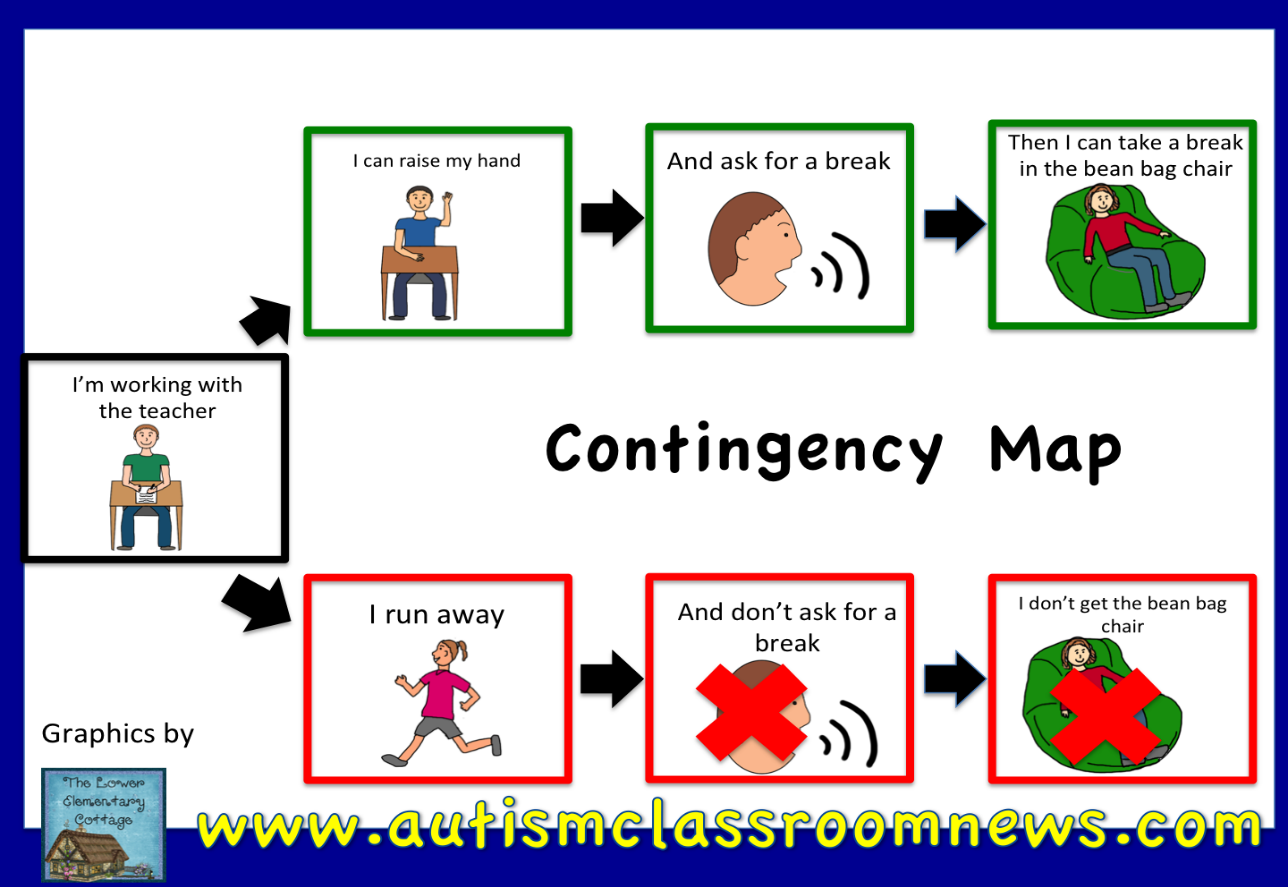 I can raise my hand
And ask for a break
Then I can take a break
in the bean bag chair
I'm working with
the teacher
Contingency Map
I run away
And don't ask for a
break
I don't get the bean bag
chair
Graphics by
The Lower
Elementary
Cottage
www.autismclassroomnews.com